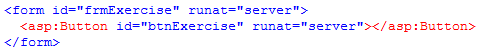 <form id="frmExercise" runat="server">
<asp:Button id="btnExercise" runat="server"></asp:Button>
</form>